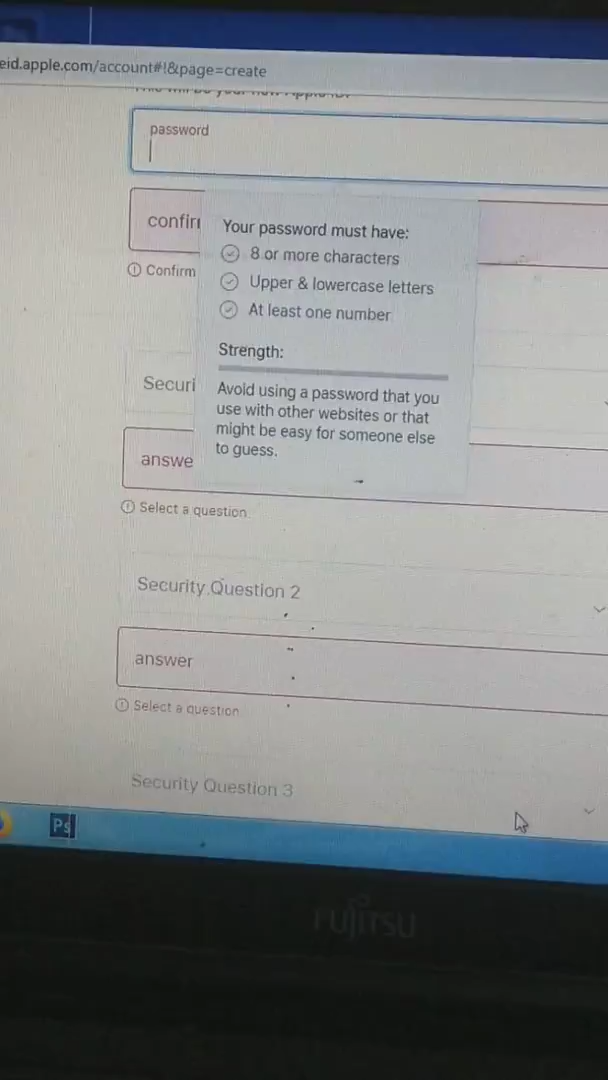 eid.apple.com/account#!&page=create
password
confir
Your password must have:
8 or more characters
Upper & lowercase letters
At least one number
Confirm
Strength:
Avoid using a password that you
use with other websites or that
might be easy for someone else
to guess.
Securi
answe
Select a question.
Security Question 2
answer
Select a question.
Security Question 3
Ps
FUJITSU